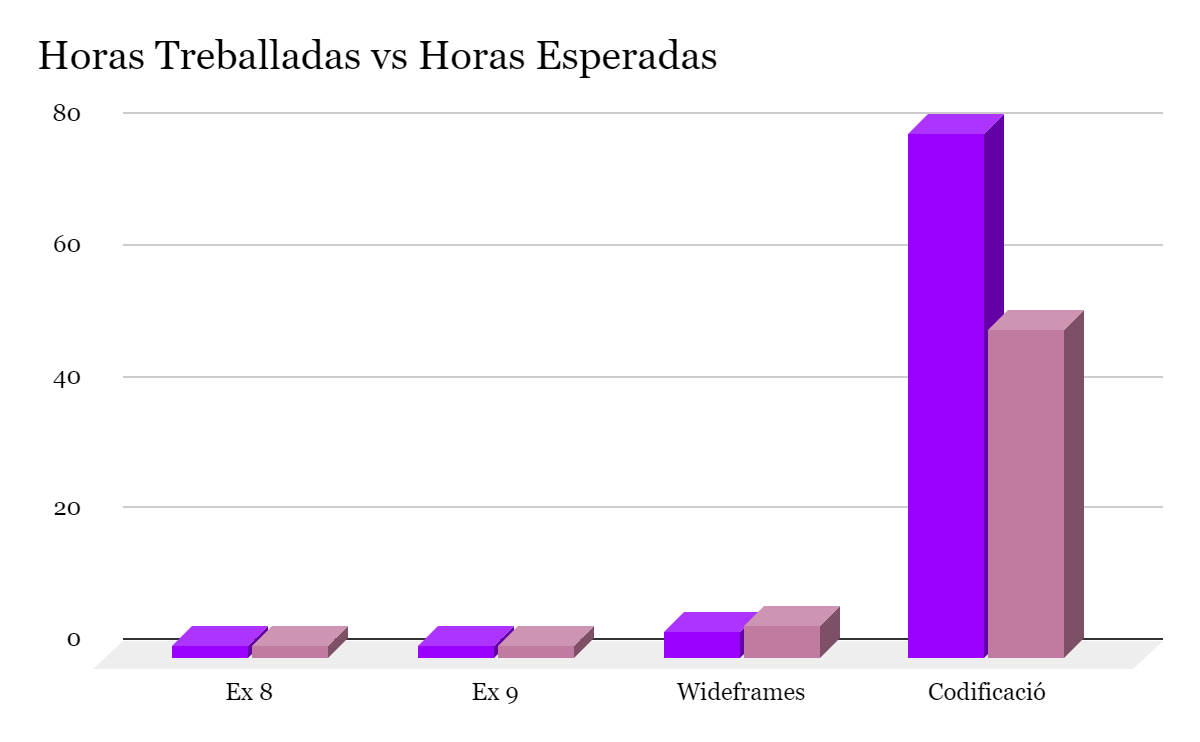 Horas Treballadas vs Horas Esperadas
80
60
40
20
0
Ex 8
Ex 9
Wideframes
Codificació